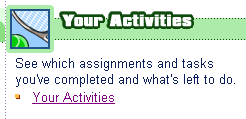 Your Activities
See which assignments and tasks
you've completed and what's left to do.
Your Activities